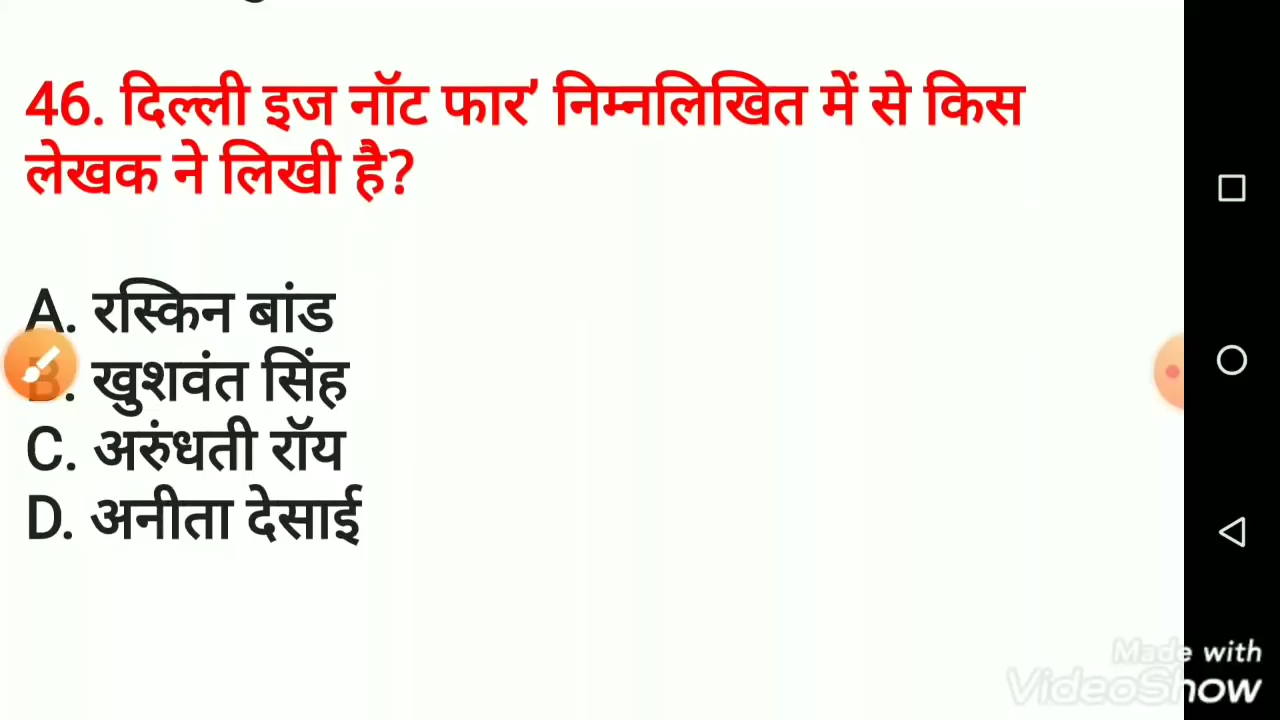 46. दिल्ली इज नॉट फार' निम्नलिखित में से किस
लेखक ने लिखी है?
A. रस्किन बांड
B. खुशवंत सिंह
C. अरुंधती रॉय
D. अनीता देसाई
Made with
VideoShow